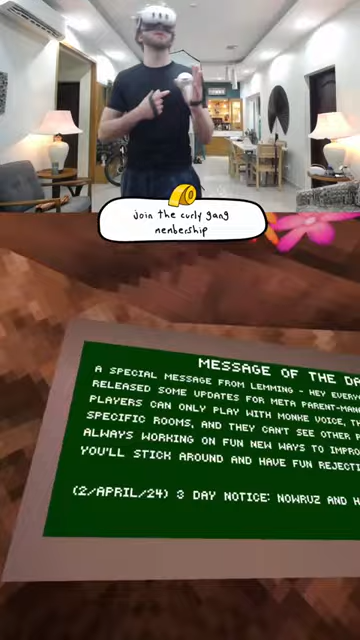 join the curly gang
nenbership
MESSAGE OF THE DA
A SPECIAL MESSAGE FROM LEMMING - HEY EVERY
RELEASED SOME UPDATES FOR META PARENT-MA
PLAYERS CAN ONLY PLAY WITH MONKE VOICE, TH
SPECIFIC ROOMS, AND THEY CAN'T SEE OTHER
ALWAYS WORKING ON FUN NEW WAYS TO IMPRO
YOU'LL STICK AROUND AND HAVE FUN REJECTI
(2/APRIL/24) 3 DAY NOTICE: NOWRUZ AND H